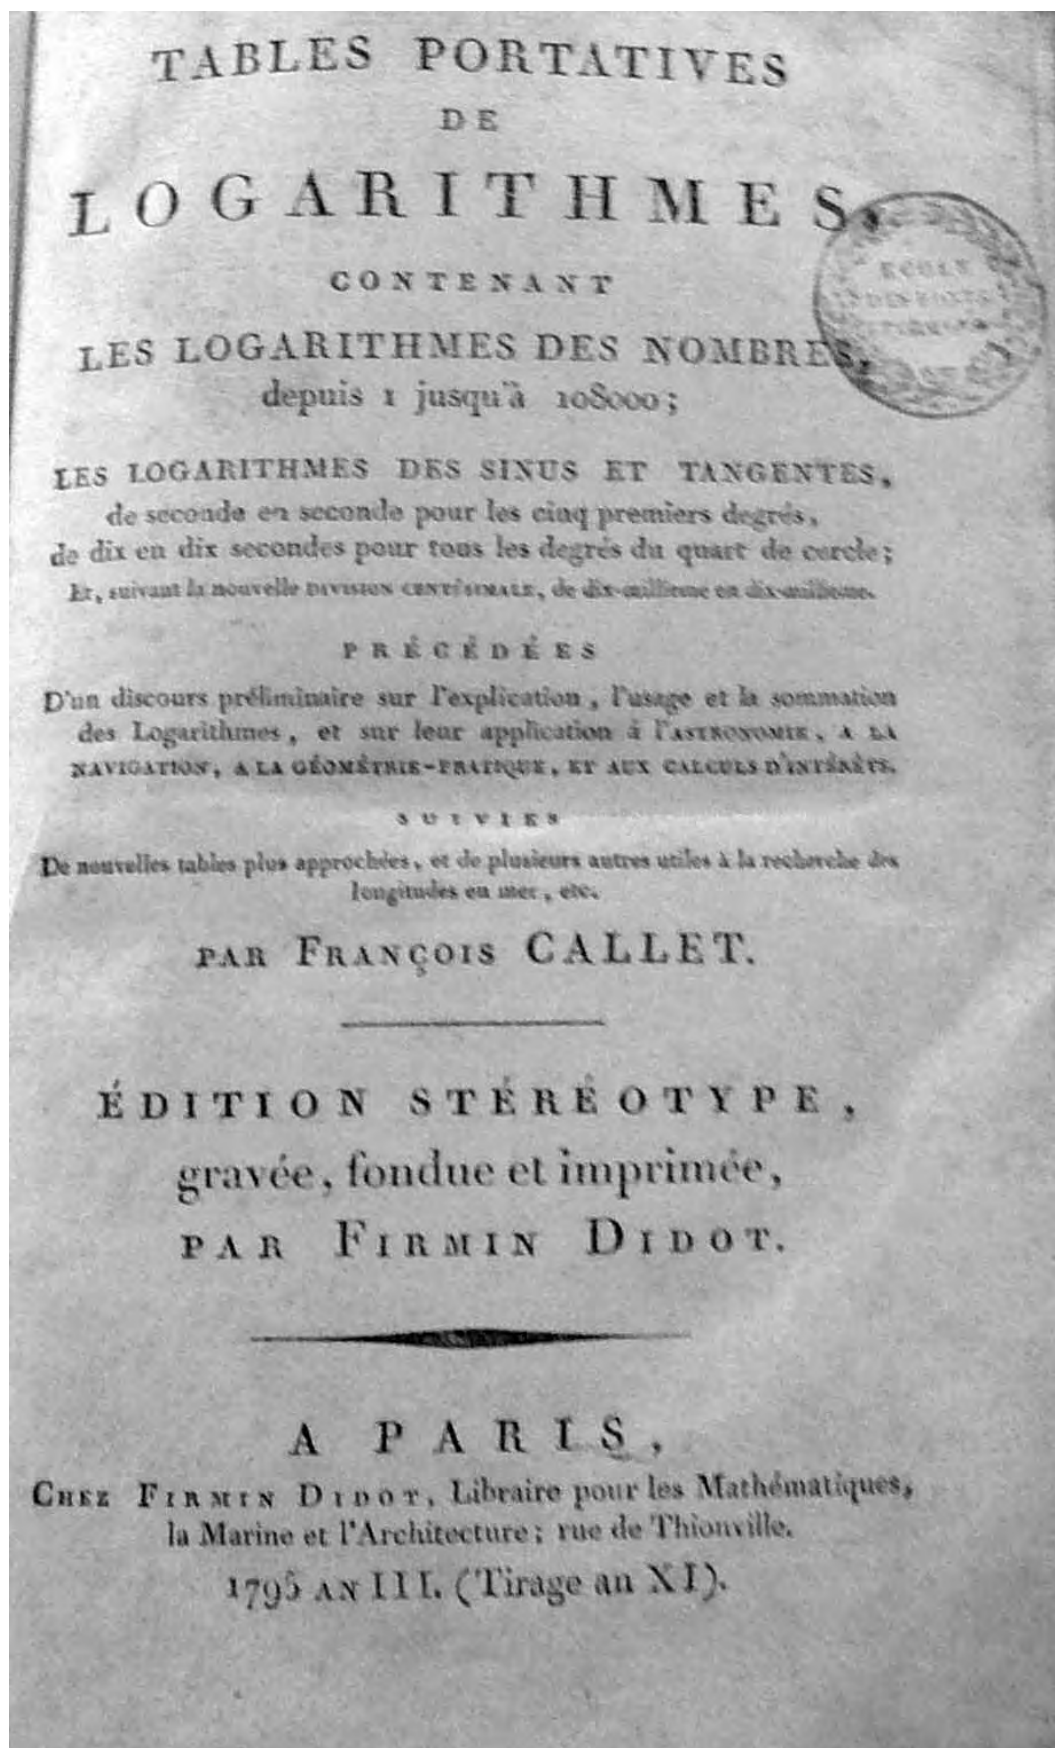 TABLES PORTATIVES
DE
LOGARITHMES,
CONTENANT
LES LOGARITHMES DES NOMBRES,
depuis 1 jusqu'à 108000;
LES LOGARITHMES DES SINUS ET TANGENTES,
de seconde en seconde pour les cinq premiers degrés,
de dix en dix secondes pour tous les degrés du quart de cercle;
Et, suivant la nouvelle DIVISION CENTÉSIMALE, de dix-millieme en dix-millieme.
PRÉCÉDÉES
D'un discours préliminaire sur l'explication, l'usage et la sommation
des Logarithmes, et sur leur application à l'ASTRONOMIE, A LA
NAVIGATION, A LA GÉOMÉTRIE-PRATIQUE, ET AUX CALCULS D'INTÉRÊTS.
SUIVIES
De nouvelles tables plus approchées, et de plusieurs autres utiles à la recherche des
longitudes en mer, etc.
PAR FRANÇOIS CALLET.
ÉDITION STÉRÉOTYPE,
gravée, fondue et imprimée,
PAR FIRMIN DIDOT.
A PARIS,
CHEZ FIRMIN DIDOT, Libraire pour les Mathématiques,
la Marine et l'Architecture; rue de Thionville.
1795 AN III. (Tirage an XI).
ECOLE